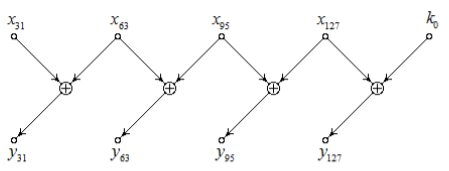 x₃₁ x₆₃ x₉₅ x₁₂₇ k₀
y₃₁ y₆₃ y₉₅ y₁₂₇